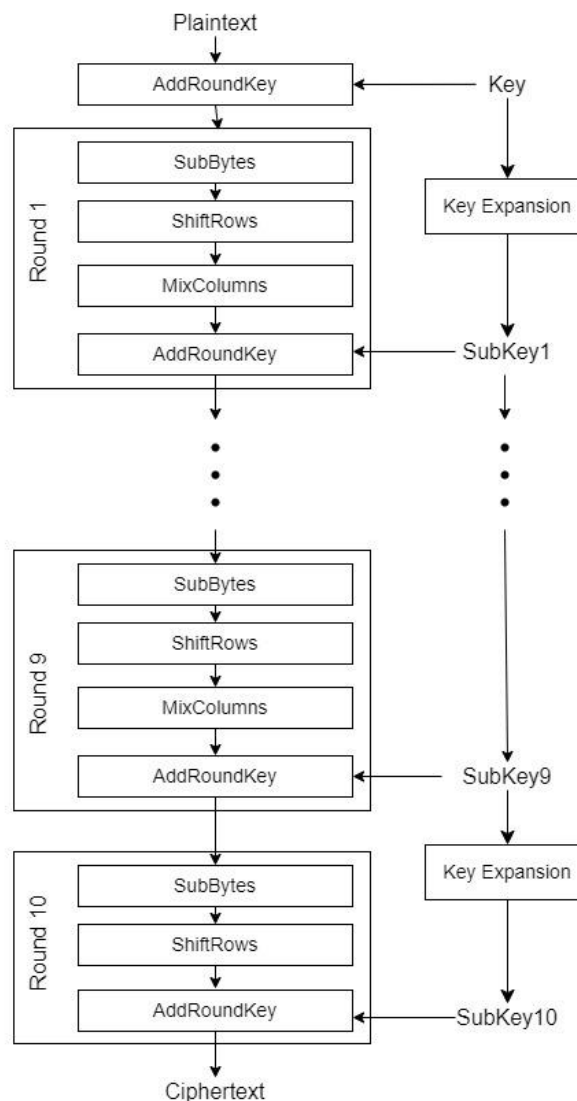 Plaintext
AddRoundKey
Key
Round 1
SubBytes
ShiftRows
Key Expansion
MixColumns
AddRoundKey
SubKey1
Round 9
SubBytes
ShiftRows
MixColumns
AddRoundKey
SubKey9
Round 10
SubBytes
Key Expansion
ShiftRows
AddRoundKey
SubKey10
Ciphertext